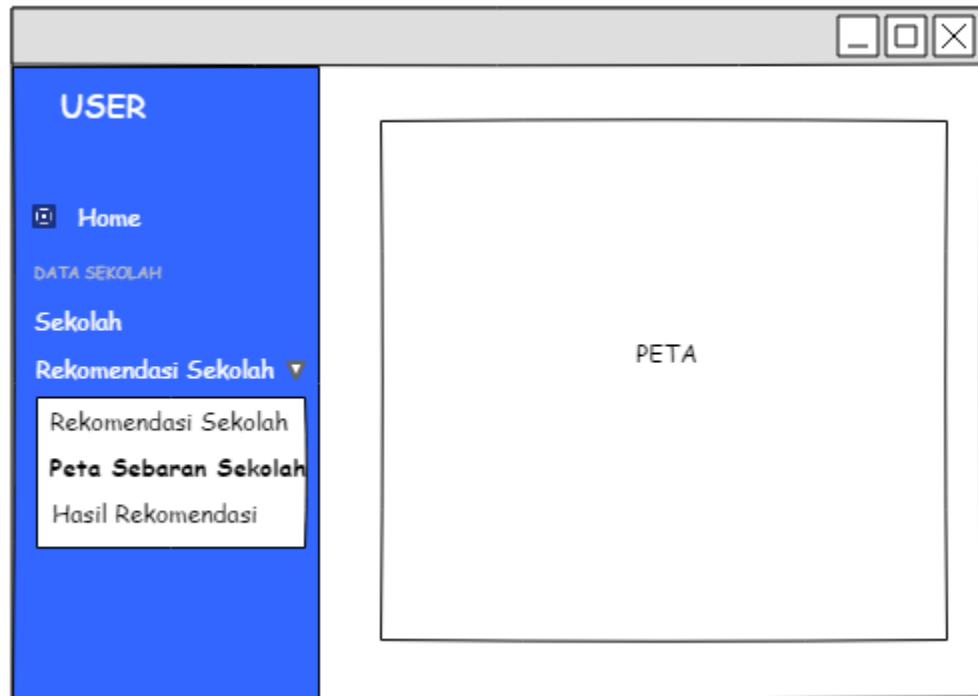 USER
Home
DATA SEKOLAH
Sekolah
Rekomendasi Sekolah
Rekomendasi Sekolah
Peta Sebaran Sekolah
Hasil Rekomendasi
PETA